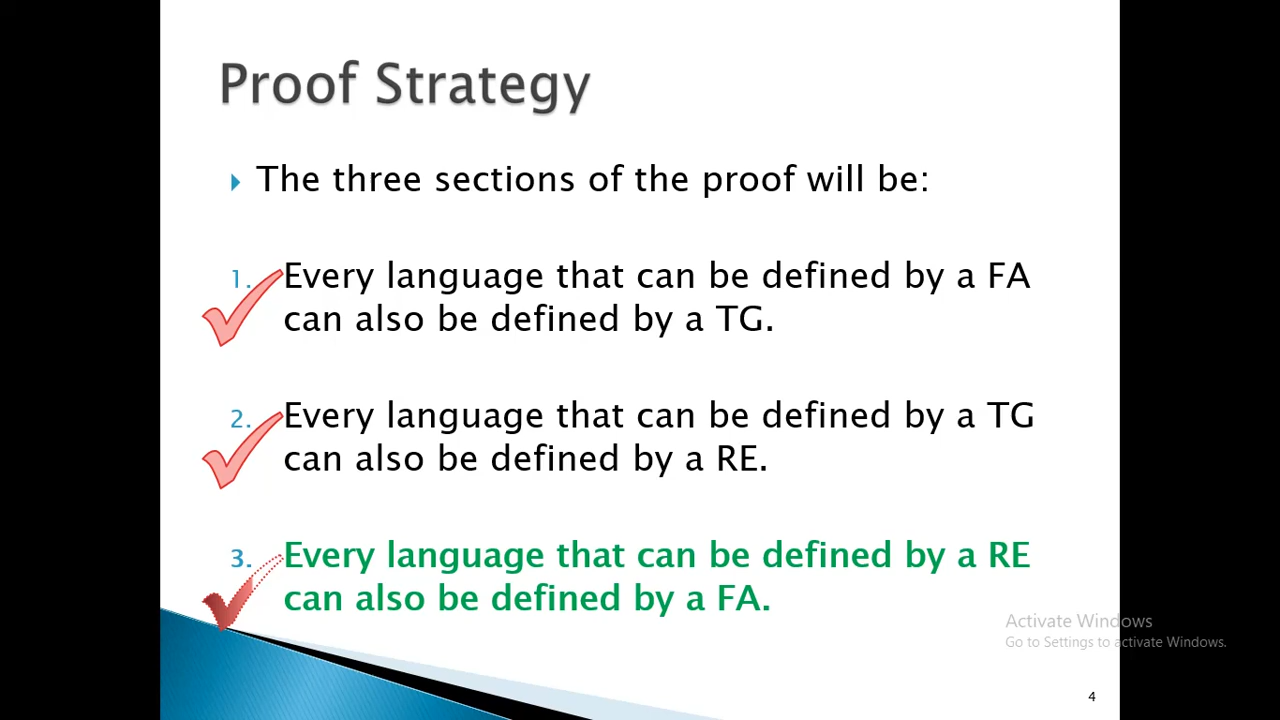 Proof Strategy
The three sections of the proof will be:
1. Every language that can be defined by a FA
can also be defined by a TG.
2. Every language that can be defined by a TG
can also be defined by a RE.
3. Every language that can be defined by a RE
can also be defined by a FA.
Activate Windows
Go to Settings to activate Windows.
4